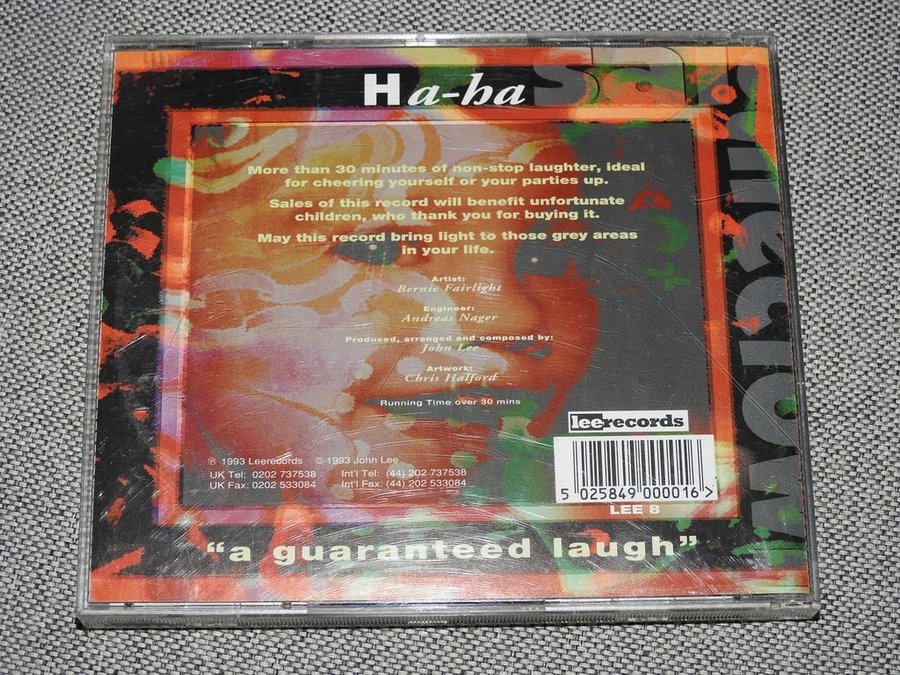 Ha-ha
More than 30 minutes of non-stop laughter, ideal
for cheering yourself or your parties up.
Sales of this record will benefit unfortunate
children, who thank you for buying it.
May this record bring light to those grey areas
in your life.
Artist:
Bernie Fairlight
Engineer:
Andreas Nager
Produced, arranged and composed by:
John Lee
Artwork:
Chris Halford
Running Time over 30 mins
leerecords
℗ 1993 Leerecords © 1993 John Lee
UK Tel: 0202 737538 Int'l Tel: (44) 202 737538
UK Fax: 0202 533084 Int'l Fax: (44) 202 533084
5 025849 000016 >
LEE 8
"a guaranteed laugh"